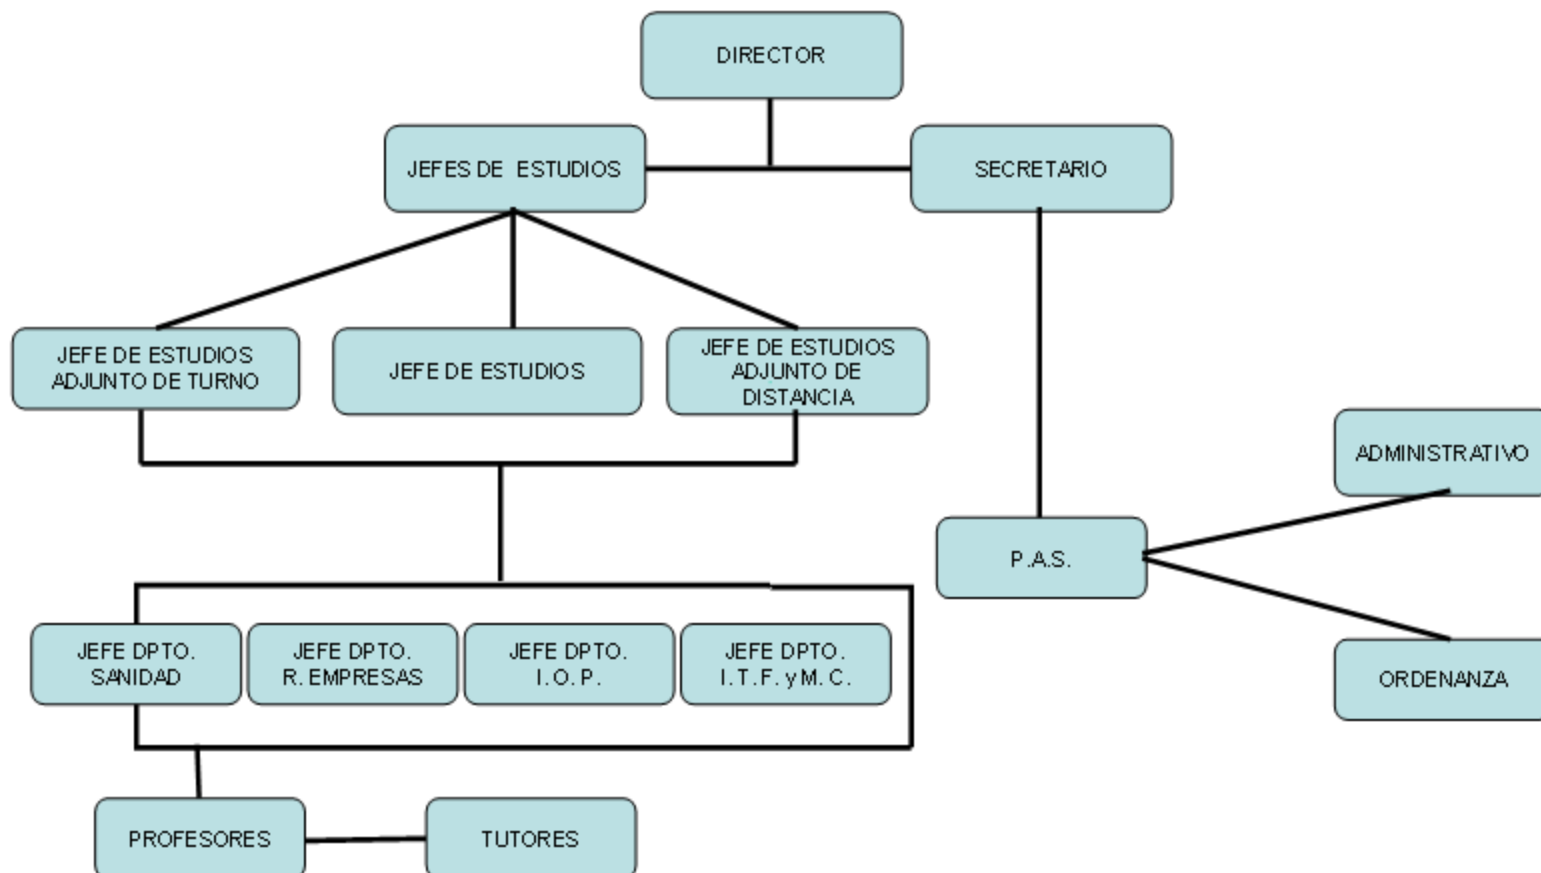 DIRECTOR
JEFES DE ESTUDIOS
SECRETARIO
JEFE DE ESTUDIOS
ADJUNTO DE TURNO
JEFE DE ESTUDIOS
JEFE DE ESTUDIOS
ADJUNTO DE
DISTANCIA
ADMINISTRATIVO
P.A.S.
ORDENANZA
JEFE DPTO.
SANIDAD
JEFE DPTO.
R. EMPRESAS
JEFE DPTO.
I. O. P.
JEFE DPTO.
I. T. F. y M. C.
PROFESORES
TUTORES